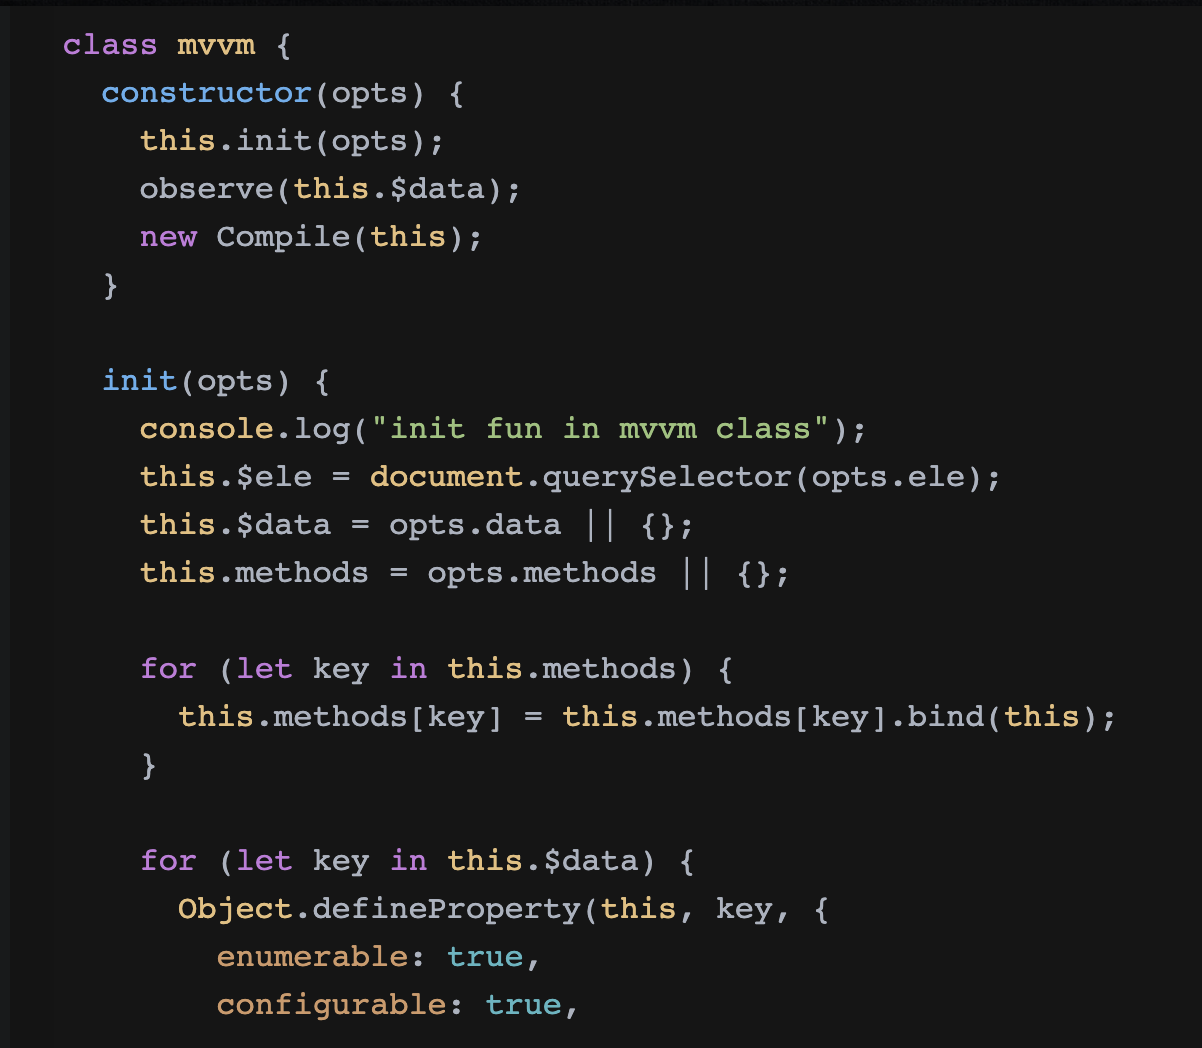 class mvvm {
  constructor(opts) {
    this.init(opts);
    observe(this.$data);
    new Compile(this);
  }

  init(opts) {
    console.log("init fun in mvvm class");
    this.$ele = document.querySelector(opts.ele);
    this.$data = opts.data || {};
    this.methods = opts.methods || {};

    for (let key in this.methods) {
      this.methods[key] = this.methods[key].bind(this);
    }

    for (let key in this.$data) {
      Object.defineProperty(this, key, {
        enumerable: true,
        configurable: true,